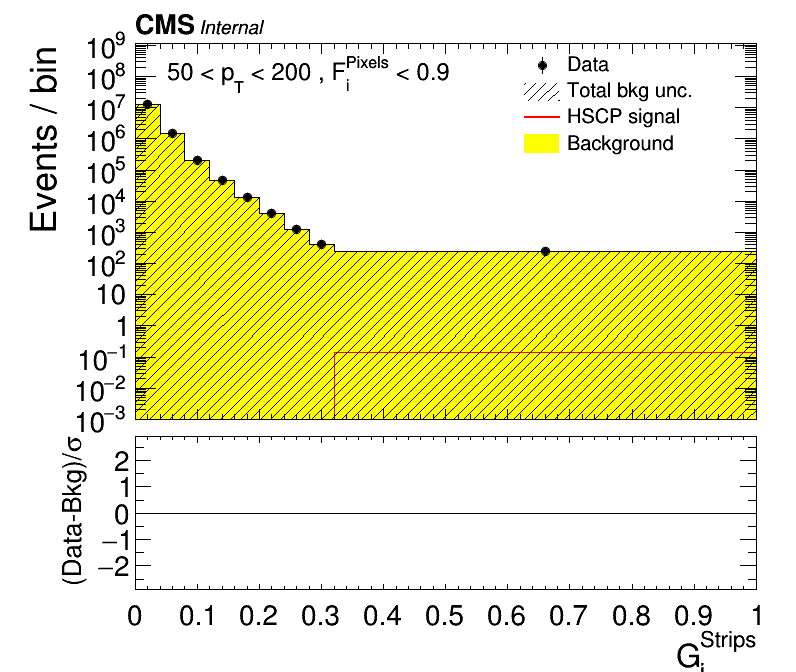 CMS Internal
50 < p_T < 200 , F_i^Pixels < 0.9
Data
Total bkg unc.
HSCP signal
Background
Events / bin
10^9
10^8
10^7
10^6
10^5
10^4
10^3
10^2
10
1
10^−1
10^−2
10^−3
(Data-Bkg)/σ
2
1
0
−1
−2
0 0.1 0.2 0.3 0.4 0.5 0.6 0.7 0.8 0.9 1
G_i^Strips